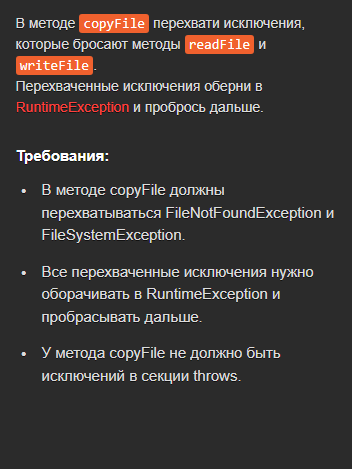 В методе copyFile перехвати исключения,
которые бросают методы readFile и
writeFile.
Перехваченные исключения оберни в
RuntimeException и пробрось дальше.
Требования:
• В методе copyFile должны
перехватываться FileNotFoundException и
FileSystemException.
• Все перехваченные исключения нужно
оборачивать в RuntimeException и
пробрасывать дальше.
• У метода copyFile не должно быть
исключений в секции throws.